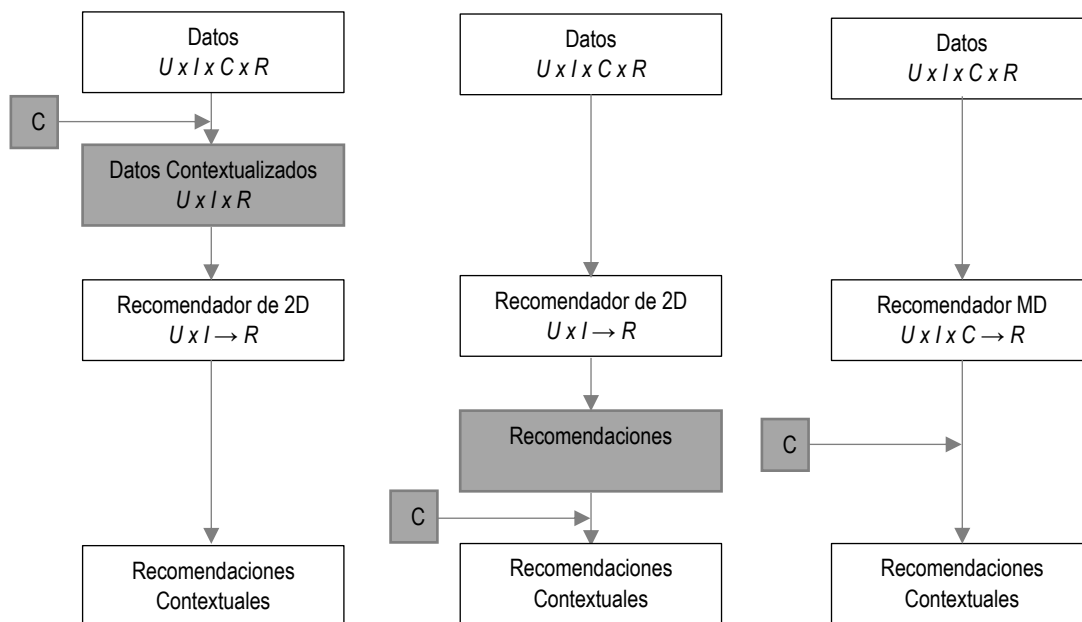 Datos
U x I x C x R
C
Datos Contextualizados
U x I x R
Recomendador de 2D
U x I → R
Recomendaciones
Contextuales
Datos
U x I x C x R
Recomendador de 2D
U x I → R
Recomendaciones
C
Recomendaciones
Contextuales
Datos
U x I x C x R
Recomendador MD
U x I x C → R
C
Recomendaciones
Contextuales